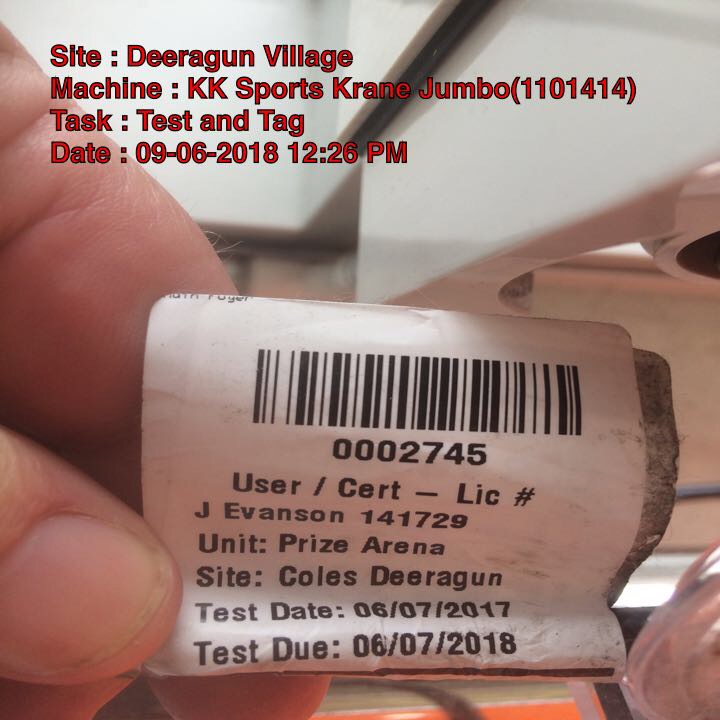 Site : Deeragun Village
Machine : KK Sports Krane Jumbo(1101414)
Task : Test and Tag
Date : 09-06-2018 12:26 PM
Foyer
0002745
User / Cert – Lic #
J Evanson 141729
Unit: Prize Arena
Site: Coles Deeragun
Test Date: 06/07/2017
Test Due: 06/07/2018